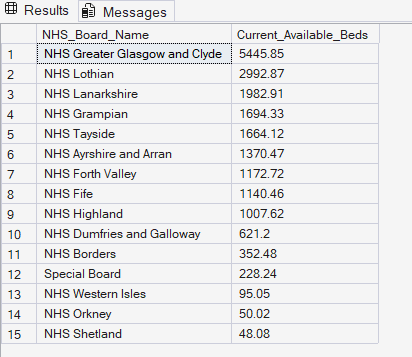 Results Messages
NHS_Board_Name Current_Available_Beds
1 NHS Greater Glasgow and Clyde 5445.85
2 NHS Lothian 2992.87
3 NHS Lanarkshire 1982.91
4 NHS Grampian 1694.33
5 NHS Tayside 1664.12
6 NHS Ayrshire and Arran 1370.47
7 NHS Forth Valley 1172.72
8 NHS Fife 1140.46
9 NHS Highland 1007.62
10 NHS Dumfries and Galloway 621.2
11 NHS Borders 352.48
12 Special Board 228.24
13 NHS Western Isles 95.05
14 NHS Orkney 50.02
15 NHS Shetland 48.08